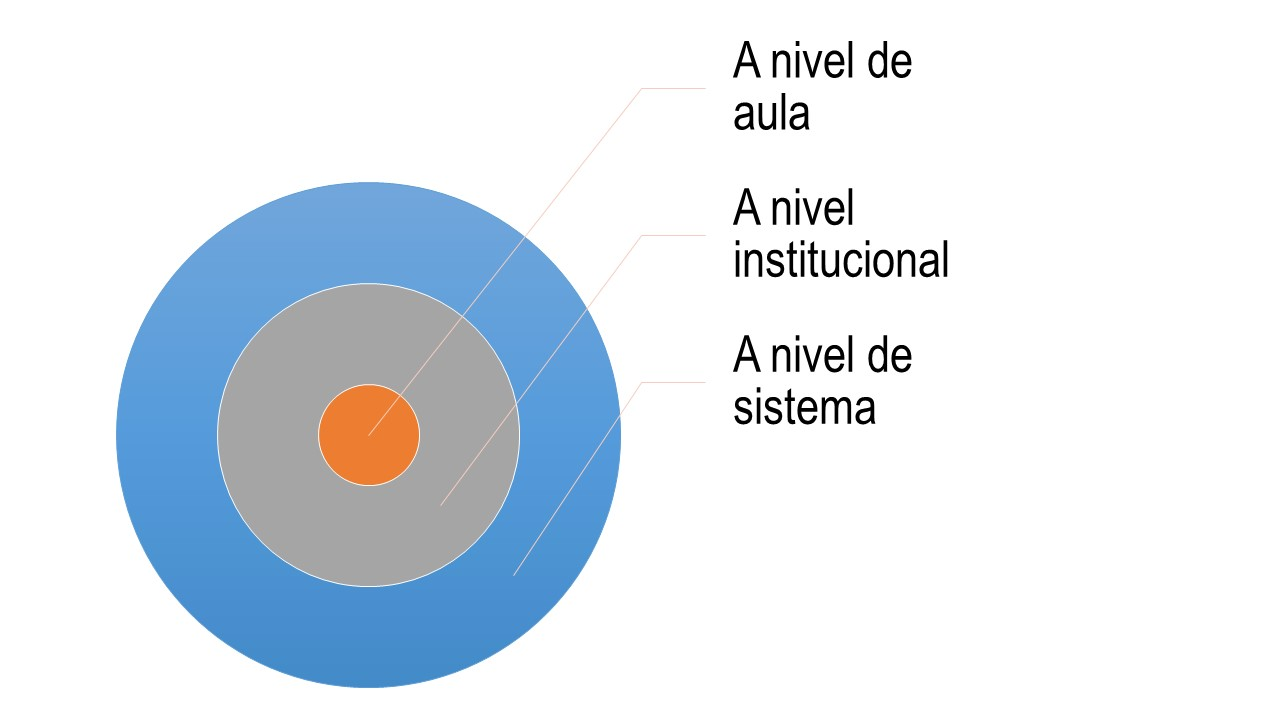 A nivel de
aula
A nivel
institucional
A nivel de
sistema